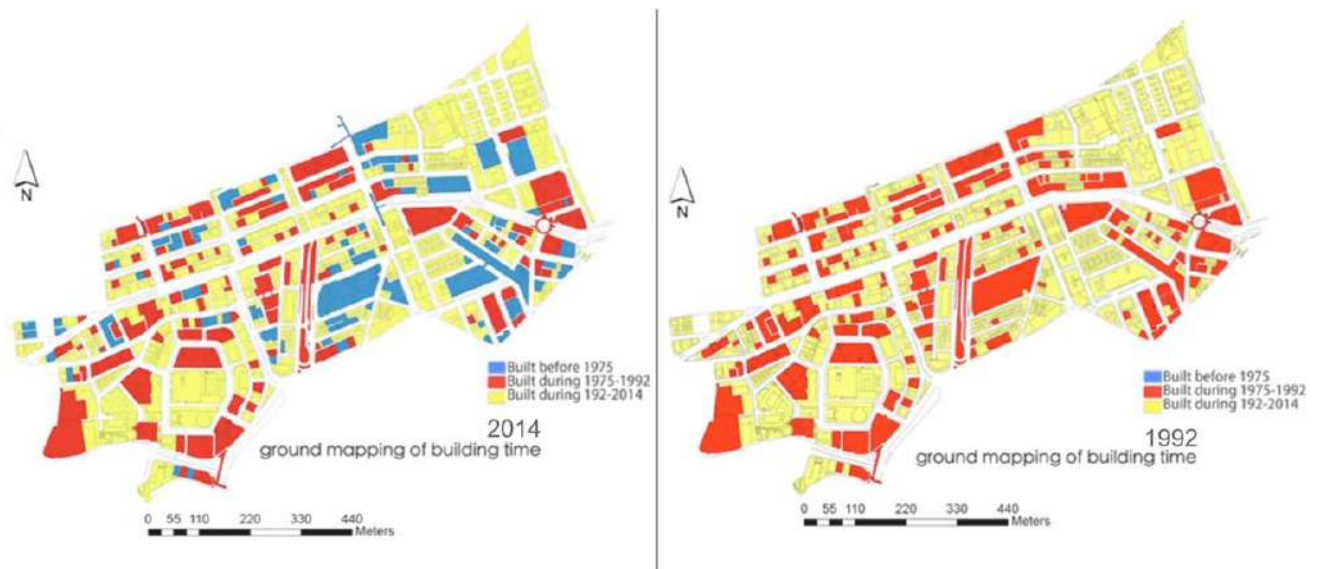 N
Built before 1975
Built during 1975-1992
Built during 192-2014
2014
ground mapping of building time
0 55 110 220 330 440
Meters
N
Built before 1975
Built during 1975-1992
Built during 192-2014
1992
ground mapping of building time
0 55 110 220 330 440
Meters